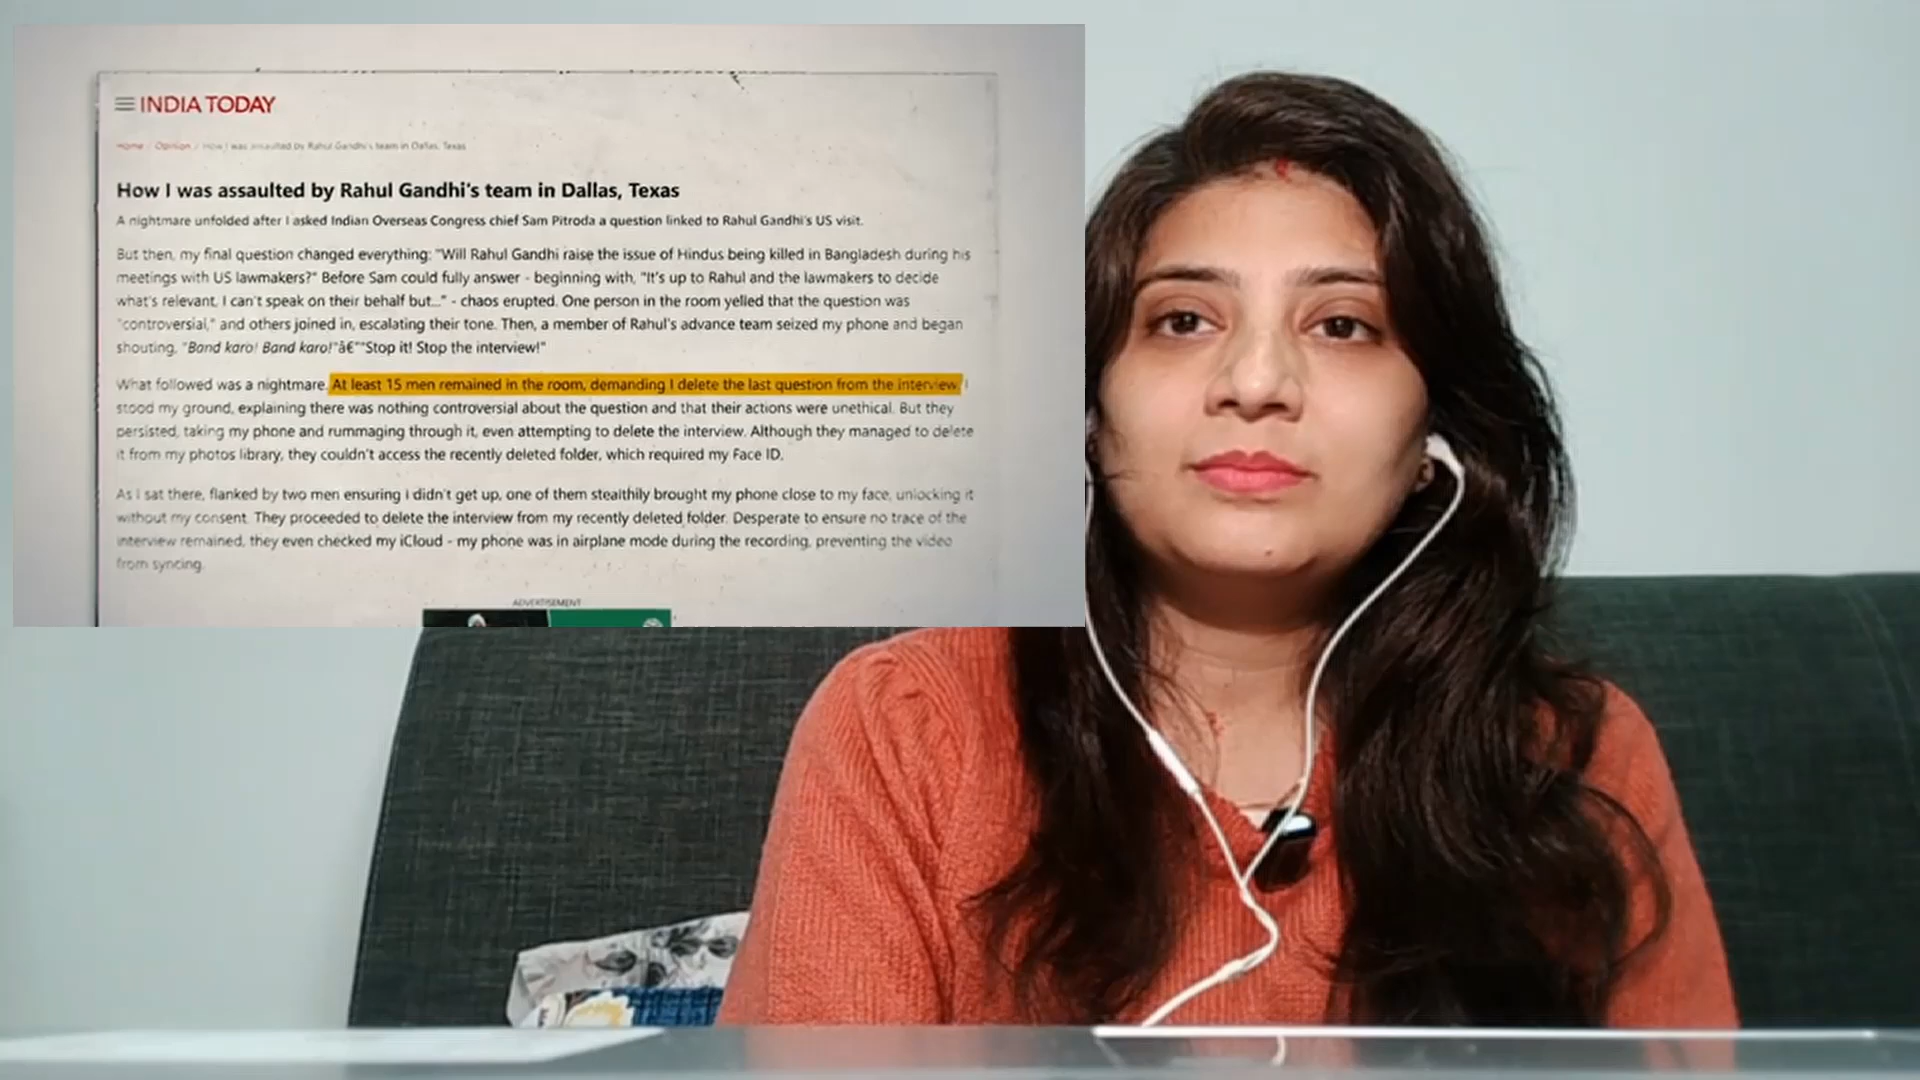 INDIA TODAY
Home / Opinion / How I was assaulted by Rahul Gandhi's team in Dallas, Texas
How I was assaulted by Rahul Gandhi's team in Dallas, Texas
A nightmare unfolded after I asked Indian Overseas Congress chief Sam Pitroda a question linked to Rahul Gandhi's US visit.
But then, my final question changed everything: "Will Rahul Gandhi raise the issue of Hindus being killed in Bangladesh during his
meetings with US lawmakers?" Before Sam could fully answer - beginning with, "It's up to Rahul and the lawmakers to decide
what's relevant, I can't speak on their behalf but..." - chaos erupted. One person in the room yelled that the question was
"controversial," and others joined in, escalating their tone. Then, a member of Rahul's advance team seized my phone and began
shouting, "Band karo! Band karo!"â€""Stop it! Stop the interview!"
What followed was a nightmare. At least 15 men remained in the room, demanding I delete the last question from the interview. I
stood my ground, explaining there was nothing controversial about the question and that their actions were unethical. But they
persisted, taking my phone and rummaging through it, even attempting to delete the interview. Although they managed to delete
it from my photos library, they couldn't access the recently deleted folder, which required my Face ID.
As I sat there, flanked by two men ensuring I didn't get up, one of them stealthily brought my phone close to my face, unlocking it
without my consent. They proceeded to delete the interview from my recently deleted folder. Desperate to ensure no trace of the
interview remained, they even checked my iCloud - my phone was in airplane mode during the recording, preventing the video
from syncing.
ADVERTISEMENT